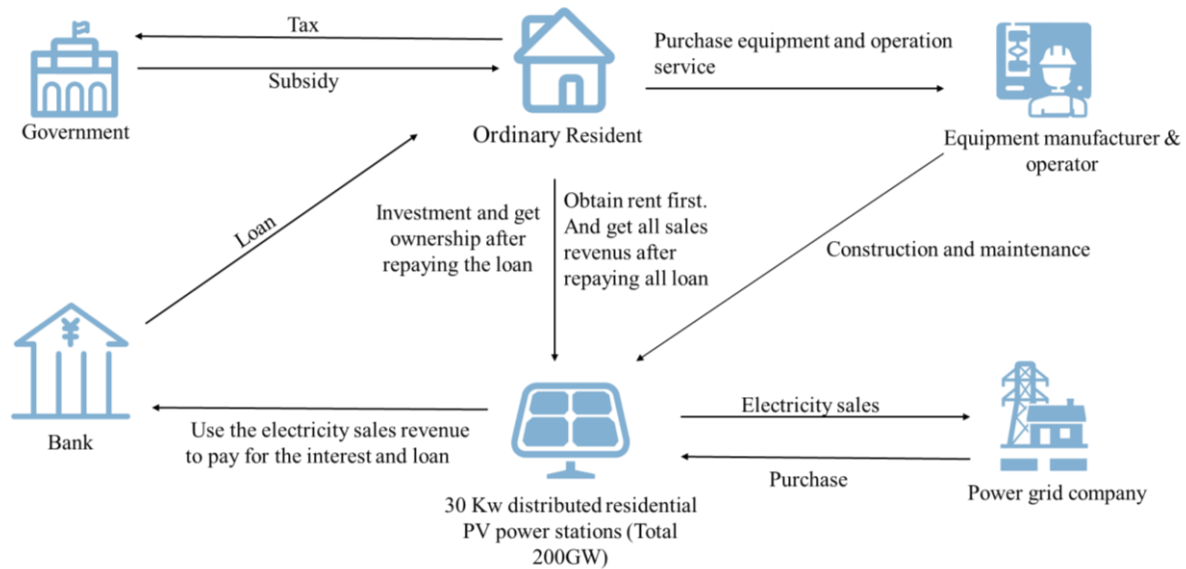 Tax
Subsidy
Government
Ordinary Resident
Purchase equipment and operation
service
Equipment manufacturer &
operator
Loan
Investment and get
ownership after
repaying the loan
Obtain rent first.
And get all sales
revenus after
repaying all loan
Construction and maintenance
¥
Bank
Use the electricity sales revenue
to pay for the interest and loan
Electricity sales
Purchase
Power grid company
30 Kw distributed residential
PV power stations (Total
200GW)